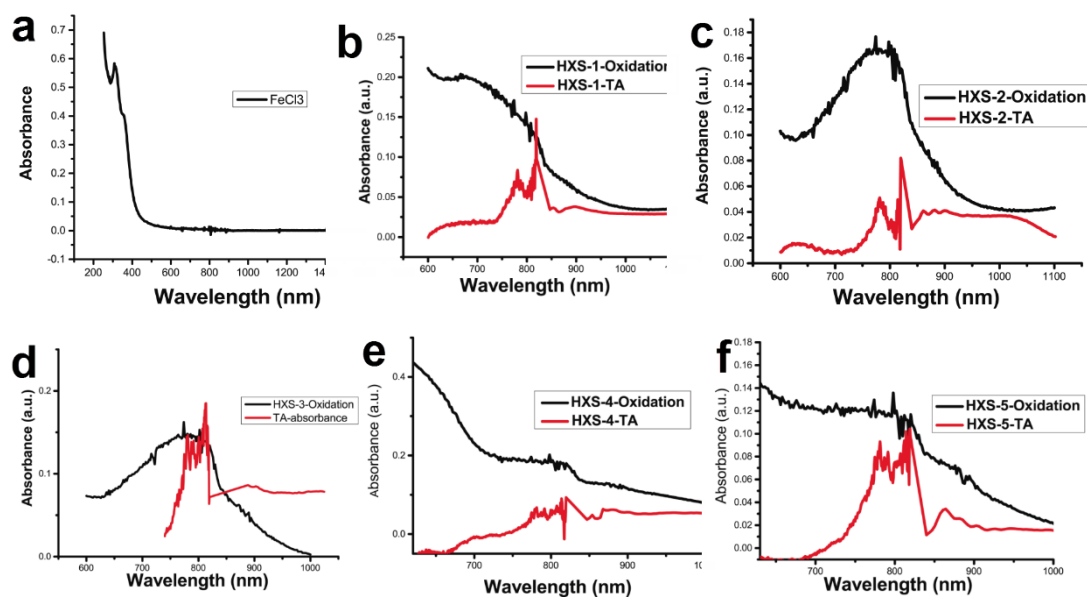 a
0.7
0.6
0.5
0.4
0.3
0.2
0.1
0.0
-0.1
Absorbance
FeCl3
200
400
600
800
1160
14
Wavelength (nm)
b
0.25
0.20
0.15
0.10
0.05
0.00
Absorbance (a.u.)
HXS-1-Oxidation
HXS-1-TA
600
700
800
900
1000
Wavelength (nm)
c
0.18
0.16
0.14
0.12
0.10
0.08
0.06
0.04
0.02
0.00
Absorbance (a.u.)
HXS-2-Oxidation
HXS-2-TA
600
700
800
900
1000
1100
Wavelength (nm)
d
0.2
0.1
0.0
Absorbance (a.u.)
HXS-3-Oxidation
TA-absorbance
600
700
800
900
1000
Wavelength (nm)
e
0.4
0.2
0.0
Absorbance (a.u.)
HXS-4-Oxidation
HXS-4-TA
700
800
900
Wavelength (nm)
f
0.18
0.16
0.14
0.12
0.10
0.08
0.06
0.04
0.02
0.00
Absorbance (a.u.)
HXS-5-Oxidation
HXS-5-TA
700
800
900
1000
Wavelength (nm)